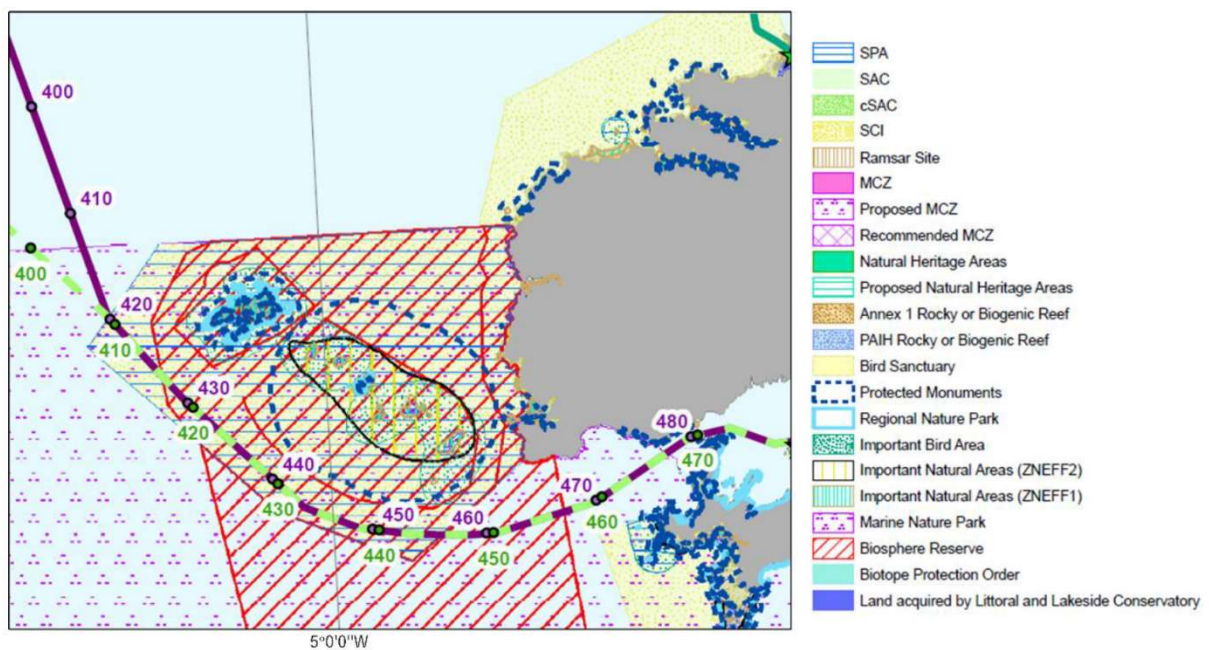 400
410
400
420
410
430
420
440
430
450
440
460
450
470
460
480
470
5°0'0"W
SPA
SAC
cSAC
SCI
Ramsar Site
MCZ
Proposed MCZ
Recommended MCZ
Natural Heritage Areas
Proposed Natural Heritage Areas
Annex 1 Rocky or Biogenic Reef
PAIH Rocky or Biogenic Reef
Bird Sanctuary
Protected Monuments
Regional Nature Park
Important Bird Area
Important Natural Areas (ZNEFF2)
Important Natural Areas (ZNEFF1)
Marine Nature Park
Biosphere Reserve
Biotope Protection Order
Land acquired by Littoral and Lakeside Conservatory